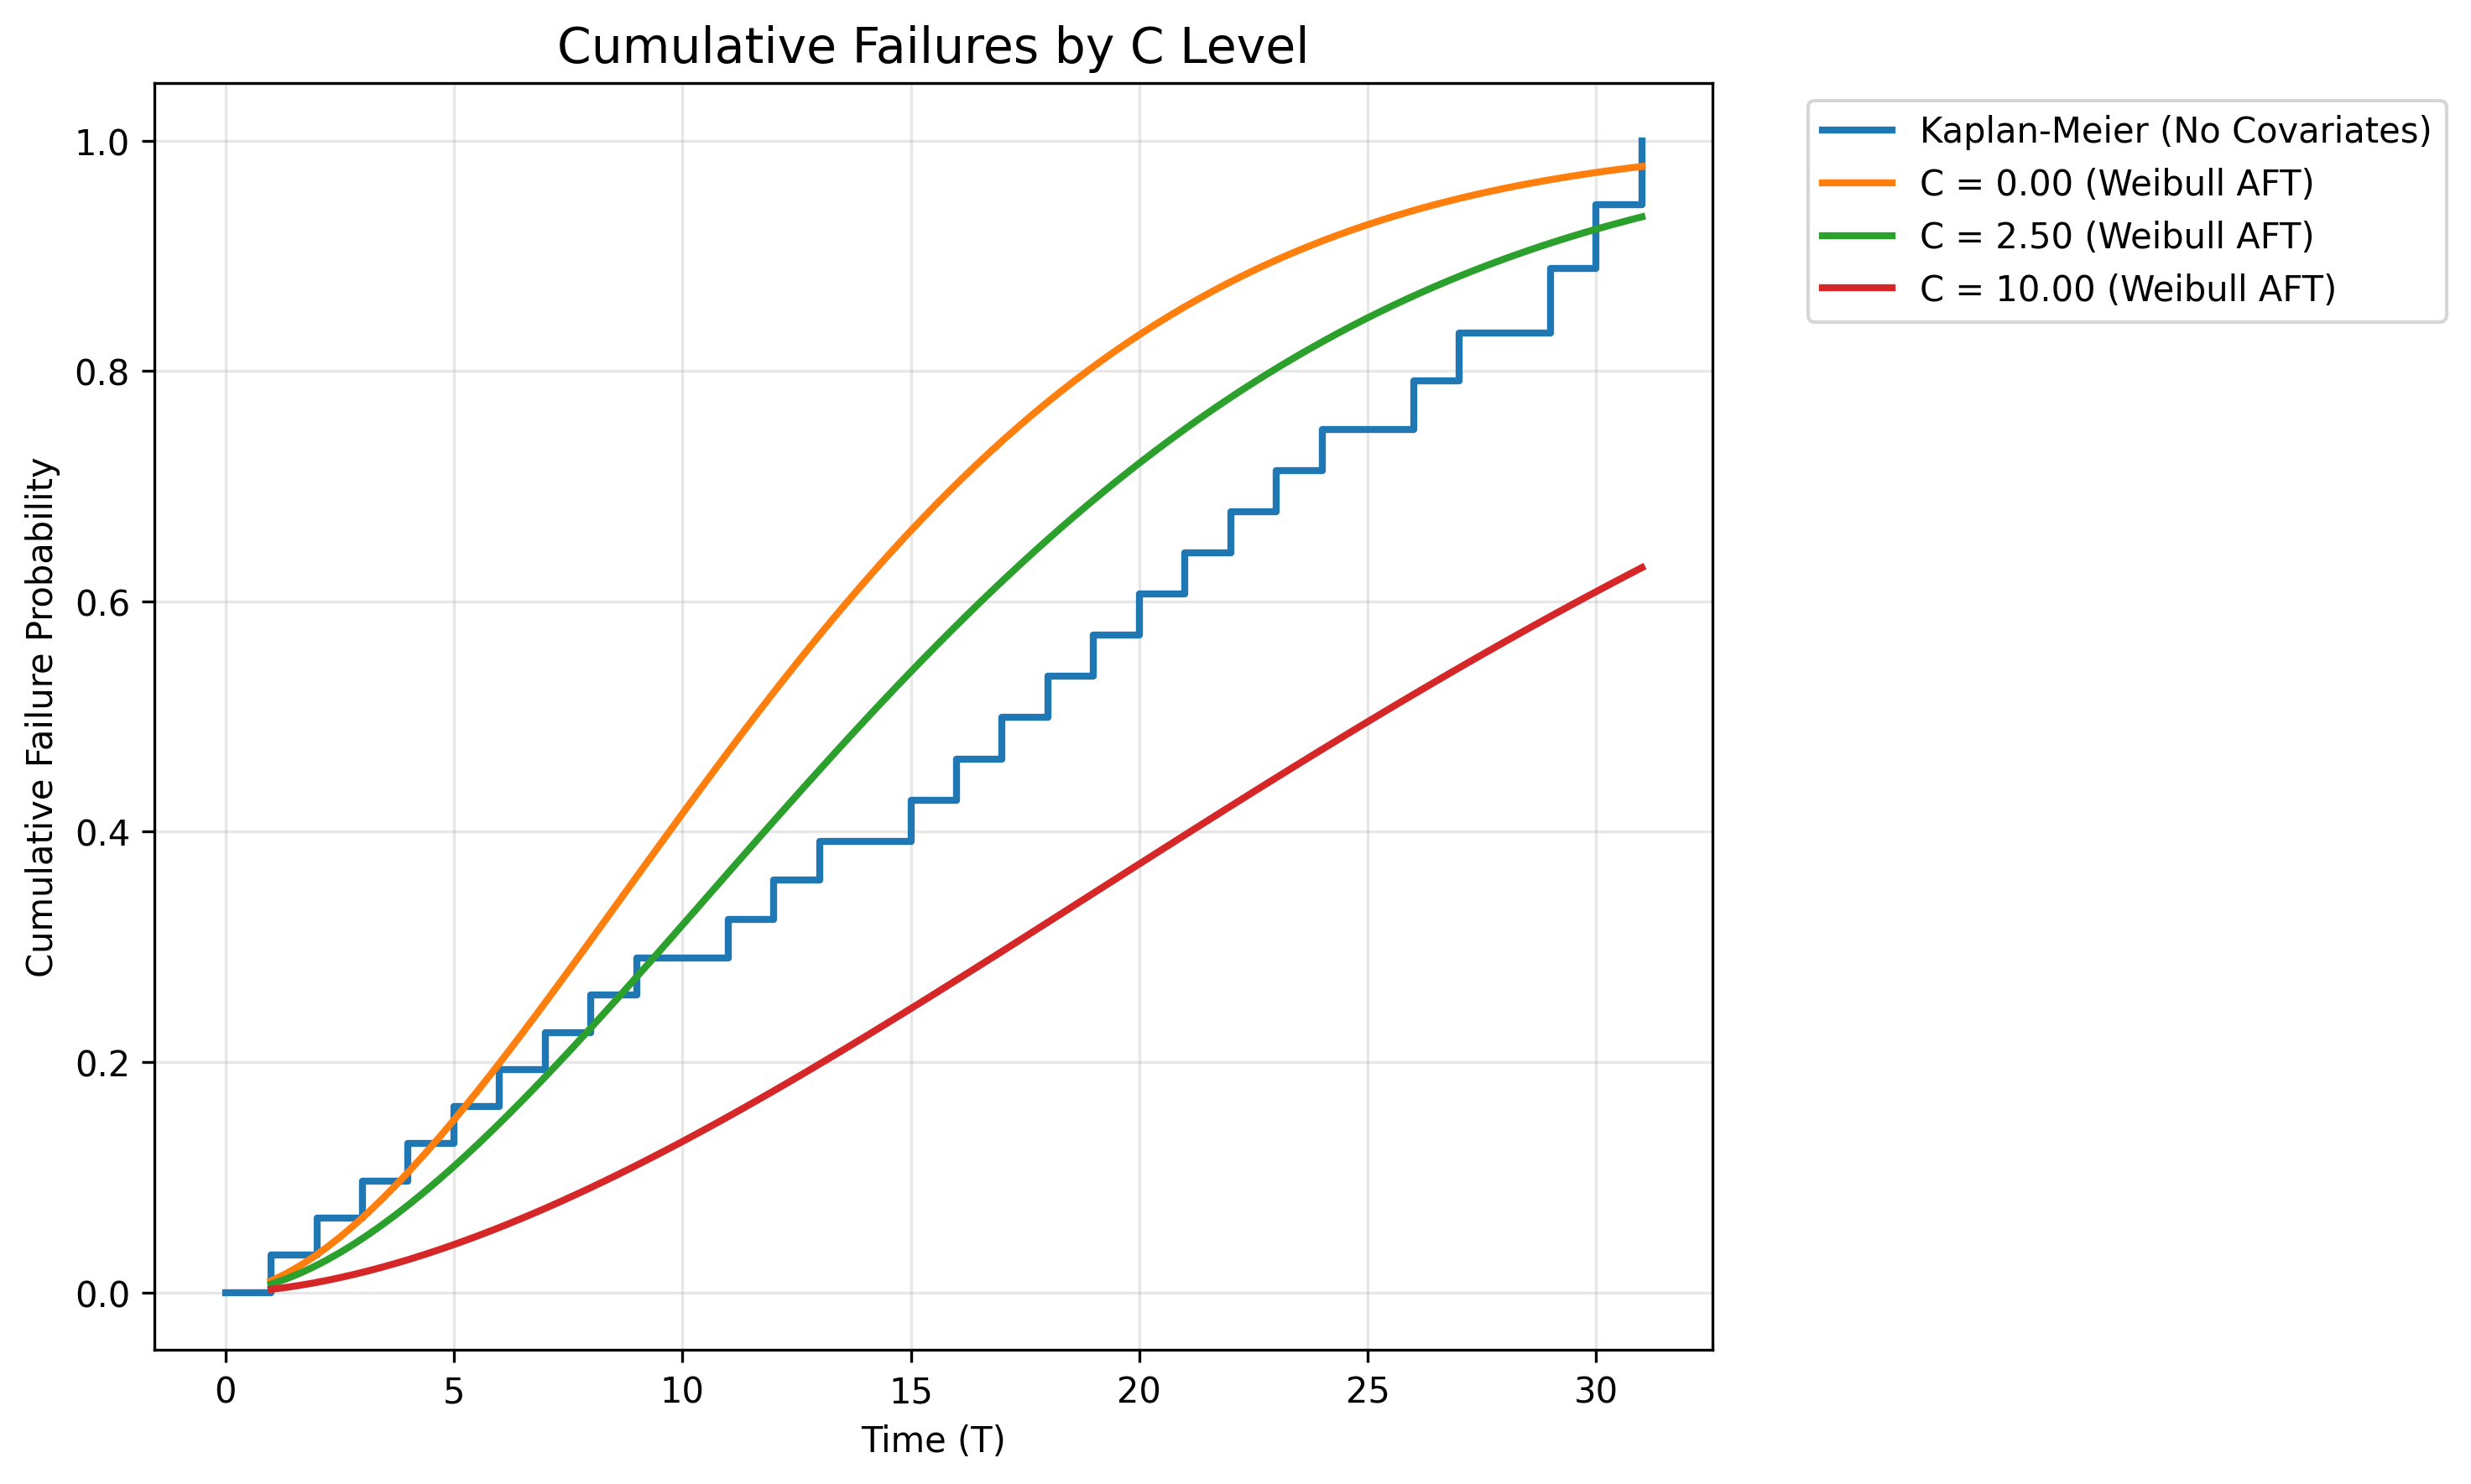 Cumulative Failures by C Level
Kaplan-Meier (No Covariates)
C = 0.00 (Weibull AFT)
C = 2.50 (Weibull AFT)
C = 10.00 (Weibull AFT)
Cumulative Failure Probability
1.0
0.8
0.6
0.4
0.2
0.0
0 5 10 15 20 25 30
Time (T)